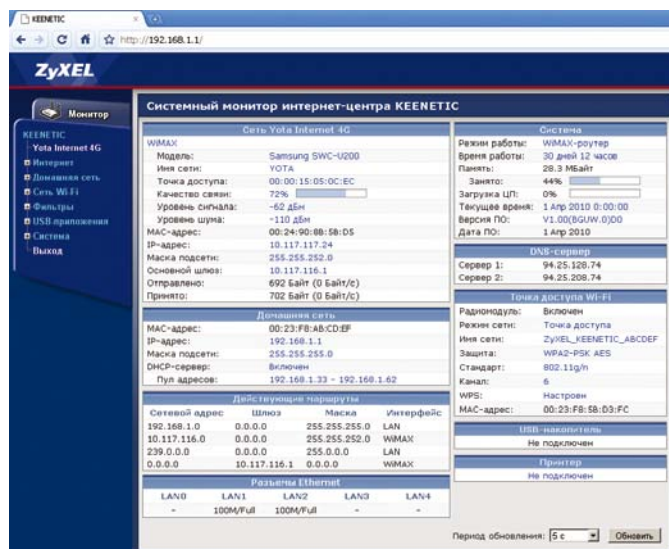 KEENETIC
http://192.168.1.1/
ZyXEL
Монитор
KEENETIC
Yota Internet 4G
Интернет
Домашняя сеть
Сеть Wi-Fi
Фильтры
USB-приложения
Система
Выход
Системный монитор интернет-центра KEENETIC
Сеть Yota Internet 4G
WiMAX
Модель: Samsung SWC-U200
Имя сети: YOTA
Точка доступа: 00:00:15:05:0C:EC
Качество связи: 72%
Уровень сигнала: -62 дБм
Уровень шума: -110 дБм
MAC-адрес: 00:24:90:8B:58:D5
IP-адрес: 10.117.117.24
Маска подсети: 255.255.252.0
Основной шлюз: 10.117.116.1
Отправлено: 692 Байт (0 Байт/с)
Принято: 702 Байт (0 Байт/с)
Домашняя сеть
MAC-адрес: 00:23:F8:AB:CD:EF
IP-адрес: 192.168.1.1
Маска подсети: 255.255.255.0
DHCP-сервер: Включен
Пул адресов: 192.168.1.33 - 192.168.1.62
Действующие маршруты
Сетевой адрес Шлюз Маска Интерфейс
192.168.1.0 0.0.0.0 255.255.255.0 LAN
10.117.116.0 0.0.0.0 255.255.252.0 WiMAX
239.0.0.0 0.0.0.0 255.0.0.0 LAN
0.0.0.0 10.117.116.1 0.0.0.0 WiMAX
Разъемы Ethernet
LAN0 LAN1 LAN2 LAN3 LAN4
- 100M/Full 100M/Full - -
Система
Режим работы: WiMAX-роутер
Время работы: 30 дней 12 часов
Память: 28.3 МБайт
Занято: 44%
Загрузка ЦП: 0%
Текущее время: 1 Апр 2010 0:00:00
Версия ПО: V1.00(BGUW.0)D0
Дата ПО: 1 Апр 2010
DNS-сервер
Сервер 1: 94.25.128.74
Сервер 2: 94.25.208.74
Точка доступа Wi-Fi
Радиомодуль: Включен
Режим сети: Точка доступа
Имя сети: ZyXEL_KEENETIC_ABCDEF
Защита: WPA2-PSK AES
Стандарт: 802.11g/n
Канал: 6
WPS: Настроен
MAC-адрес: 00:23:F8:5B:D3:FC
USB-накопитель
Не подключен
Принтер
Не подключен
Период обновления: 5 с Обновить